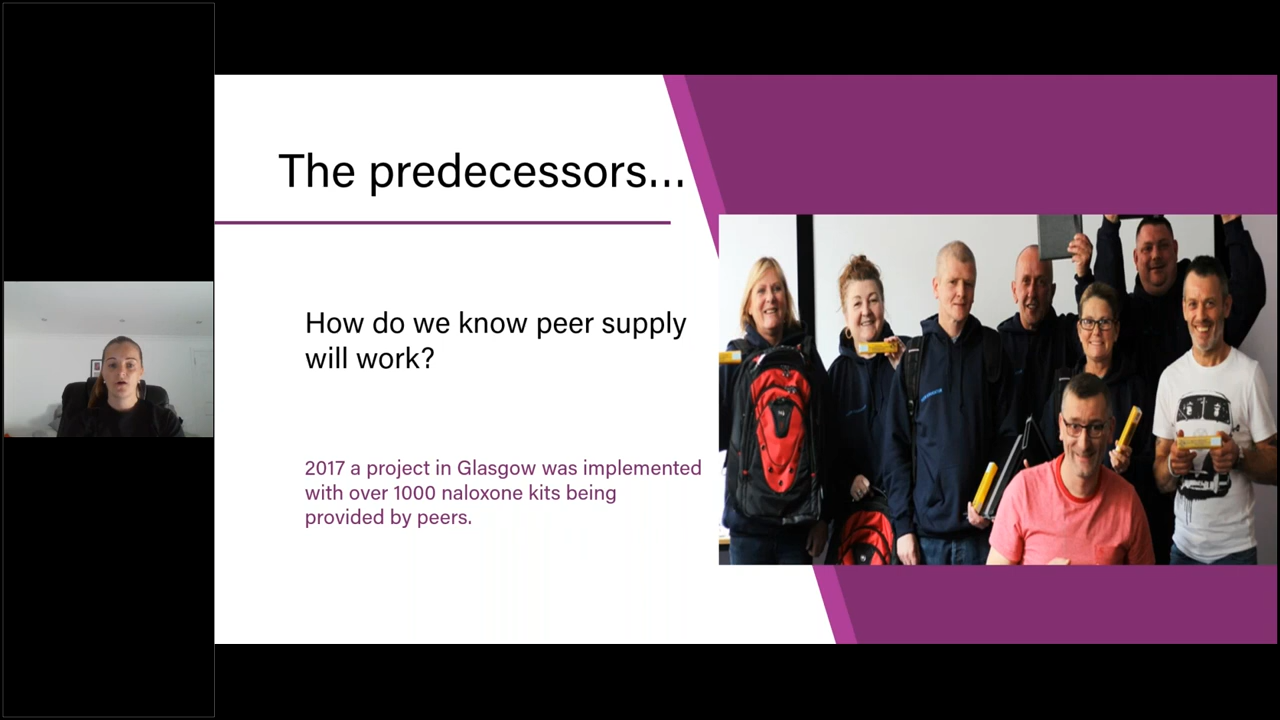 The predecessors...
How do we know peer supply
will work?
2017 a project in Glasgow was implemented
with over 1000 naloxone kits being
provided by peers.